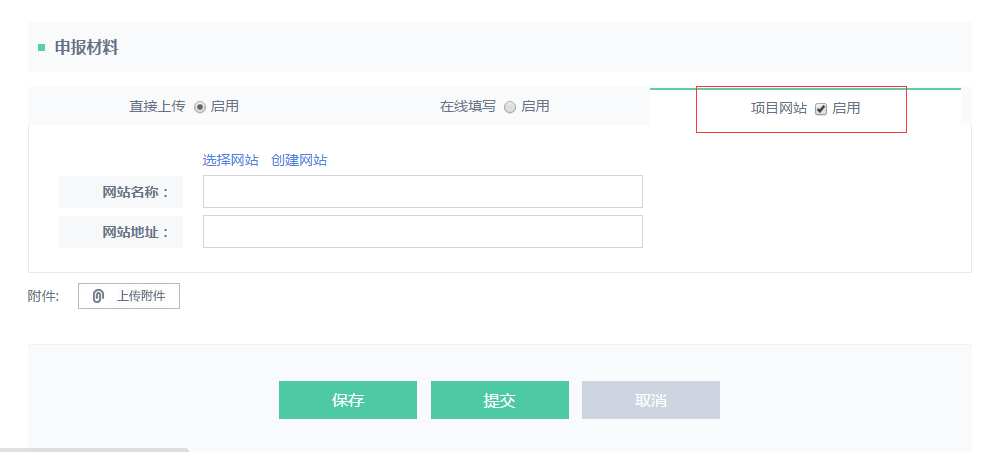 申报材料
直接上传 启用 在线填写 启用 项目网站 启用
选择网站 创建网站
网站名称：
网站地址：
附件: 上传附件
保存 提交 取消